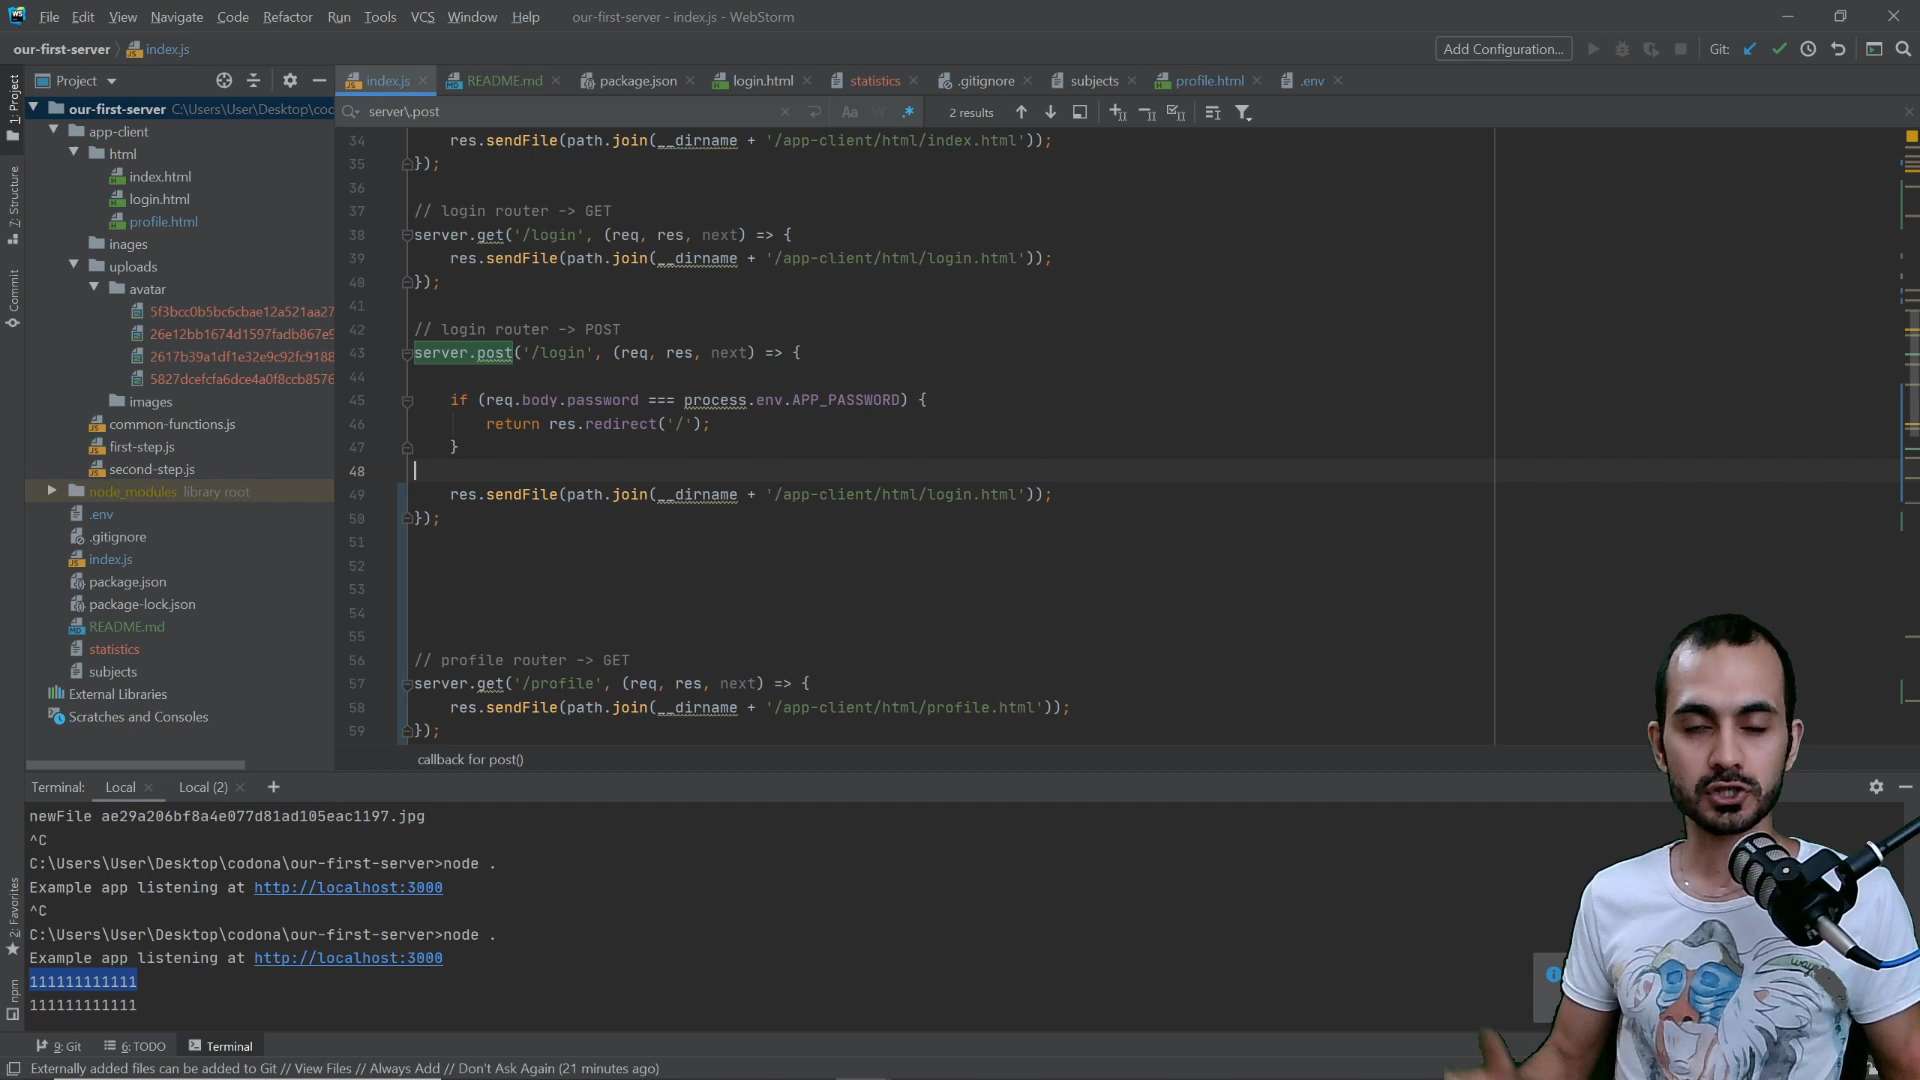 File Edit View Navigate Code Refactor Run Tools VCS Window Help our-first-server - index.js - WebStorm
our-first-server index.js Add Configuration... Git:
Project
index.js README.md package.json login.html statistics .gitignore subjects profile.html .env
server\.post 2 results
1: Project
7: Structure
Commit
2: Favorites
npm
our-first-server C:\Users\User\Desktop\cod
app-client
html
index.html
login.html
profile.html
inages
uploads
avatar
5f3bcc0b5bc6cbae12a521aa27
26e12bb1674d1597fadb867e9
2617b39a1df1e32e9c92fc9188
5827dcefcfa6dce4a0f8ccb8576
images
common-functions.js
first-step.js
second-step.js
node_modules library root
.env
.gitignore
index.js
package.json
package-lock.json
README.md
statistics
subjects
External Libraries
Scratches and Consoles
34 res.sendFile(path.join(__dirname + '/app-client/html/index.html'));
35 });
36
37 // login router -> GET
38 server.get('/login', (req, res, next) => {
39 res.sendFile(path.join(__dirname + '/app-client/html/login.html'));
40 });
41
42 // login router -> POST
43 server.post('/login', (req, res, next) => {
44
45 if (req.body.password === process.env.APP_PASSWORD) {
46 return res.redirect('/');
47 }
48
49 res.sendFile(path.join(__dirname + '/app-client/html/login.html'));
50 });
51
52
53
54
55
56 // profile router -> GET
57 server.get('/profile', (req, res, next) => {
58 res.sendFile(path.join(__dirname + '/app-client/html/profile.html'));
59 });
callback for post()
Terminal: Local Local (2) +
newFile ae29a206bf8a4e077d81ad105eac1197.jpg
^C
C:\Users\User\Desktop\codona\our-first-server>node .
Example app listening at http://localhost:3000
^C
C:\Users\User\Desktop\codona\our-first-server>node .
Example app listening at http://localhost:3000
111111111111
111111111111
9: Git 6: TODO Terminal
Externally added files can be added to Git // View Files // Always Add // Don't Ask Again (21 minutes ago)